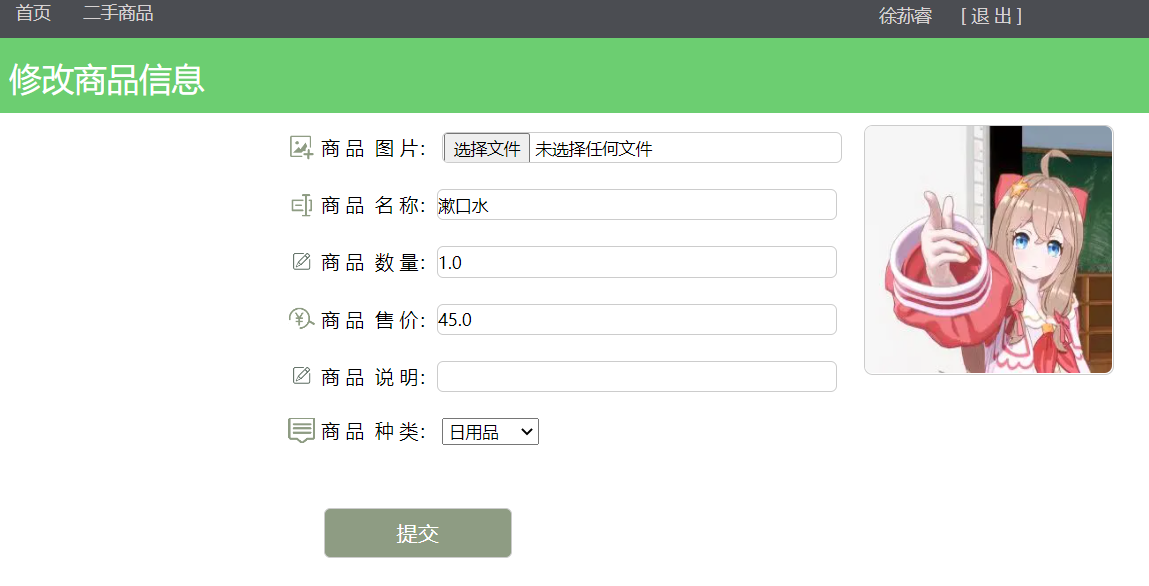 首页 二手商品 徐荪睿 [ 退 出 ]
修改商品信息
商 品 图 片： 选择文件 未选择任何文件
商 品 名 称： 漱口水
商 品 数 量： 1.0
商 品 售 价： 45.0
商 品 说 明：
商 品 种 类： 日用品
提交